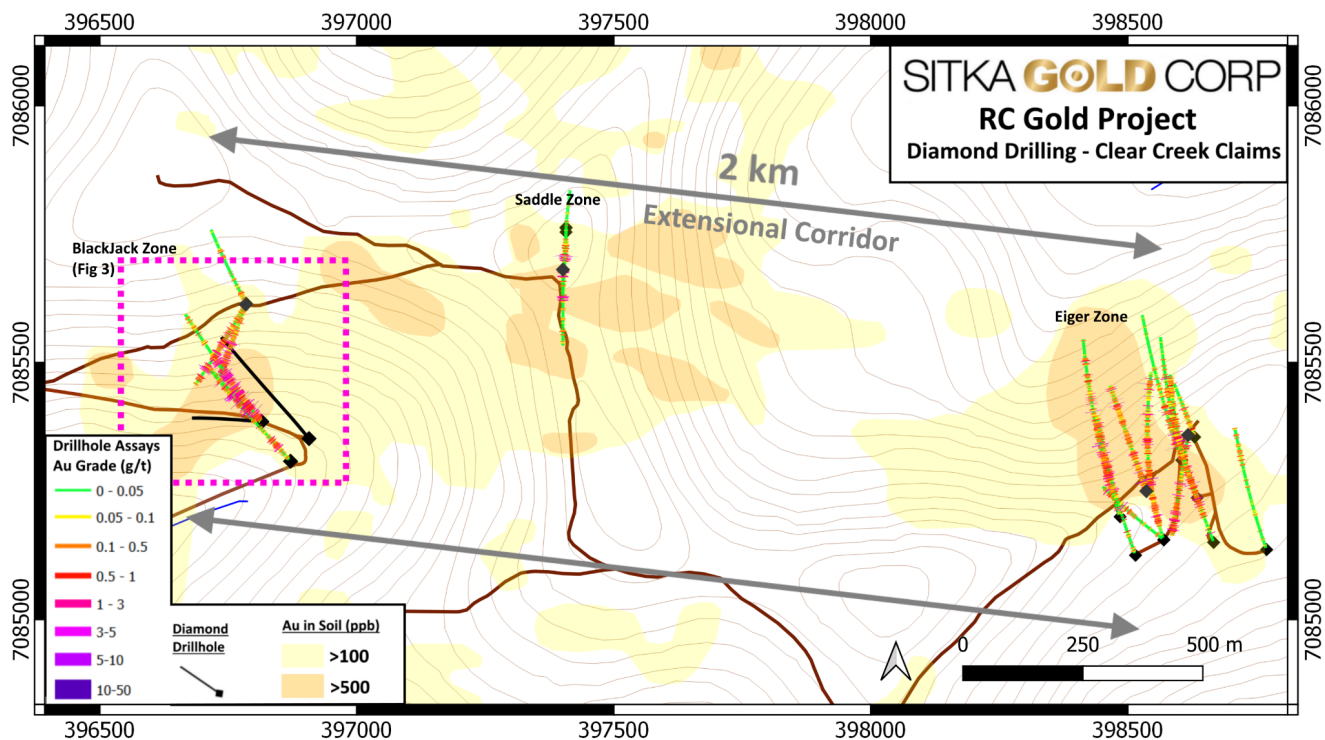 396500 397000 397500 398000 398500
SITKA GOLD CORP
RC Gold Project
Diamond Drilling - Clear Creek Claims
7086000
7086000
2 km
Extensional Corridor
Saddle Zone
BlackJack Zone
(Fig 3)
Eiger Zone
7085500
7085500
Drillhole Assays
Au Grade (g/t)
0 - 0.05
0.05 - 0.1
0.1 - 0.5
0.5 - 1
1 - 3
3-5
5-10
10-50
Diamond
Drillhole
Au in Soil (ppb)
>100
>500
0 250 500 m
7085000
7085000
396500 397000 397500 398000 398500